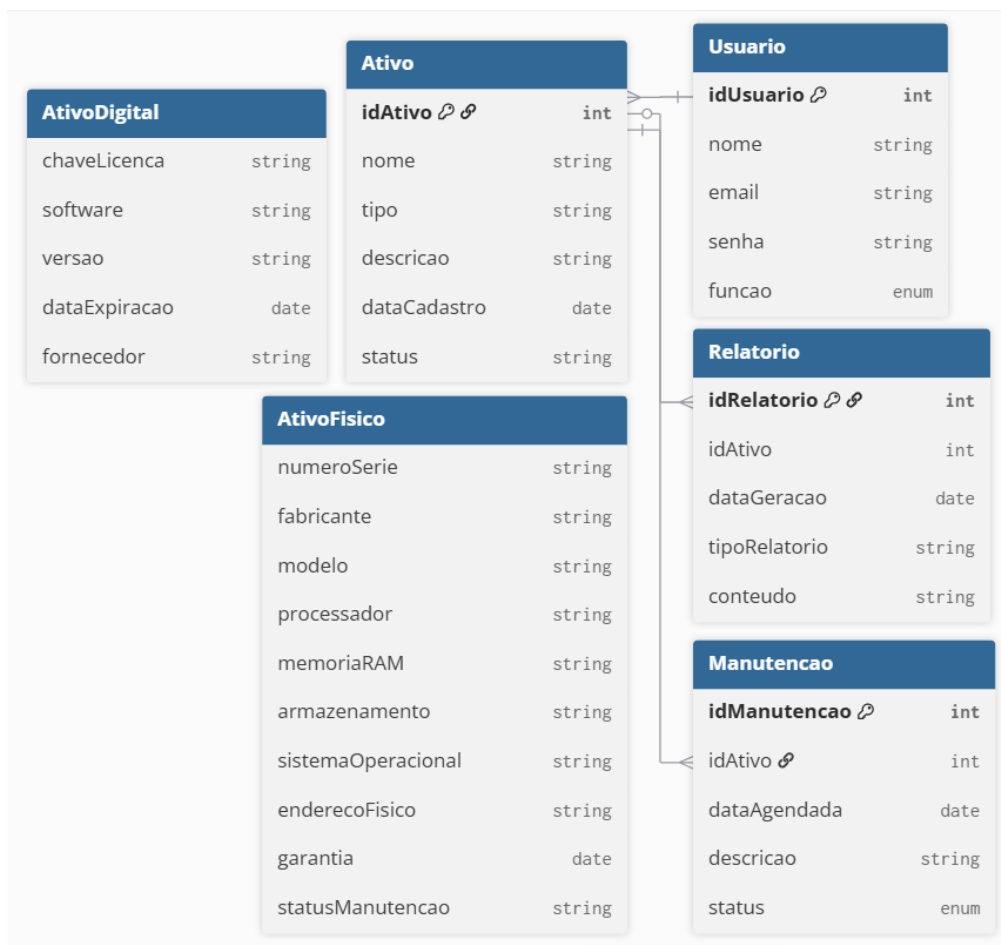 AtivoDigital
chaveLicenca string
software string
versao string
dataExpiracao date
fornecedor string
Ativo
idAtivo int
nome string
tipo string
descricao string
dataCadastro date
status string
Usuario
idUsuario int
nome string
email string
senha string
funcao enum
AtivoFisico
numeroSerie string
fabricante string
modelo string
processador string
memoriaRAM string
armazenamento string
sistemaOperacional string
enderecoFisico string
garantia date
statusManutencao string
Relatorio
idRelatorio int
idAtivo int
dataGeracao date
tipoRelatorio string
conteudo string
Manutencao
idManutencao int
idAtivo int
dataAgendada date
descricao string
status enum